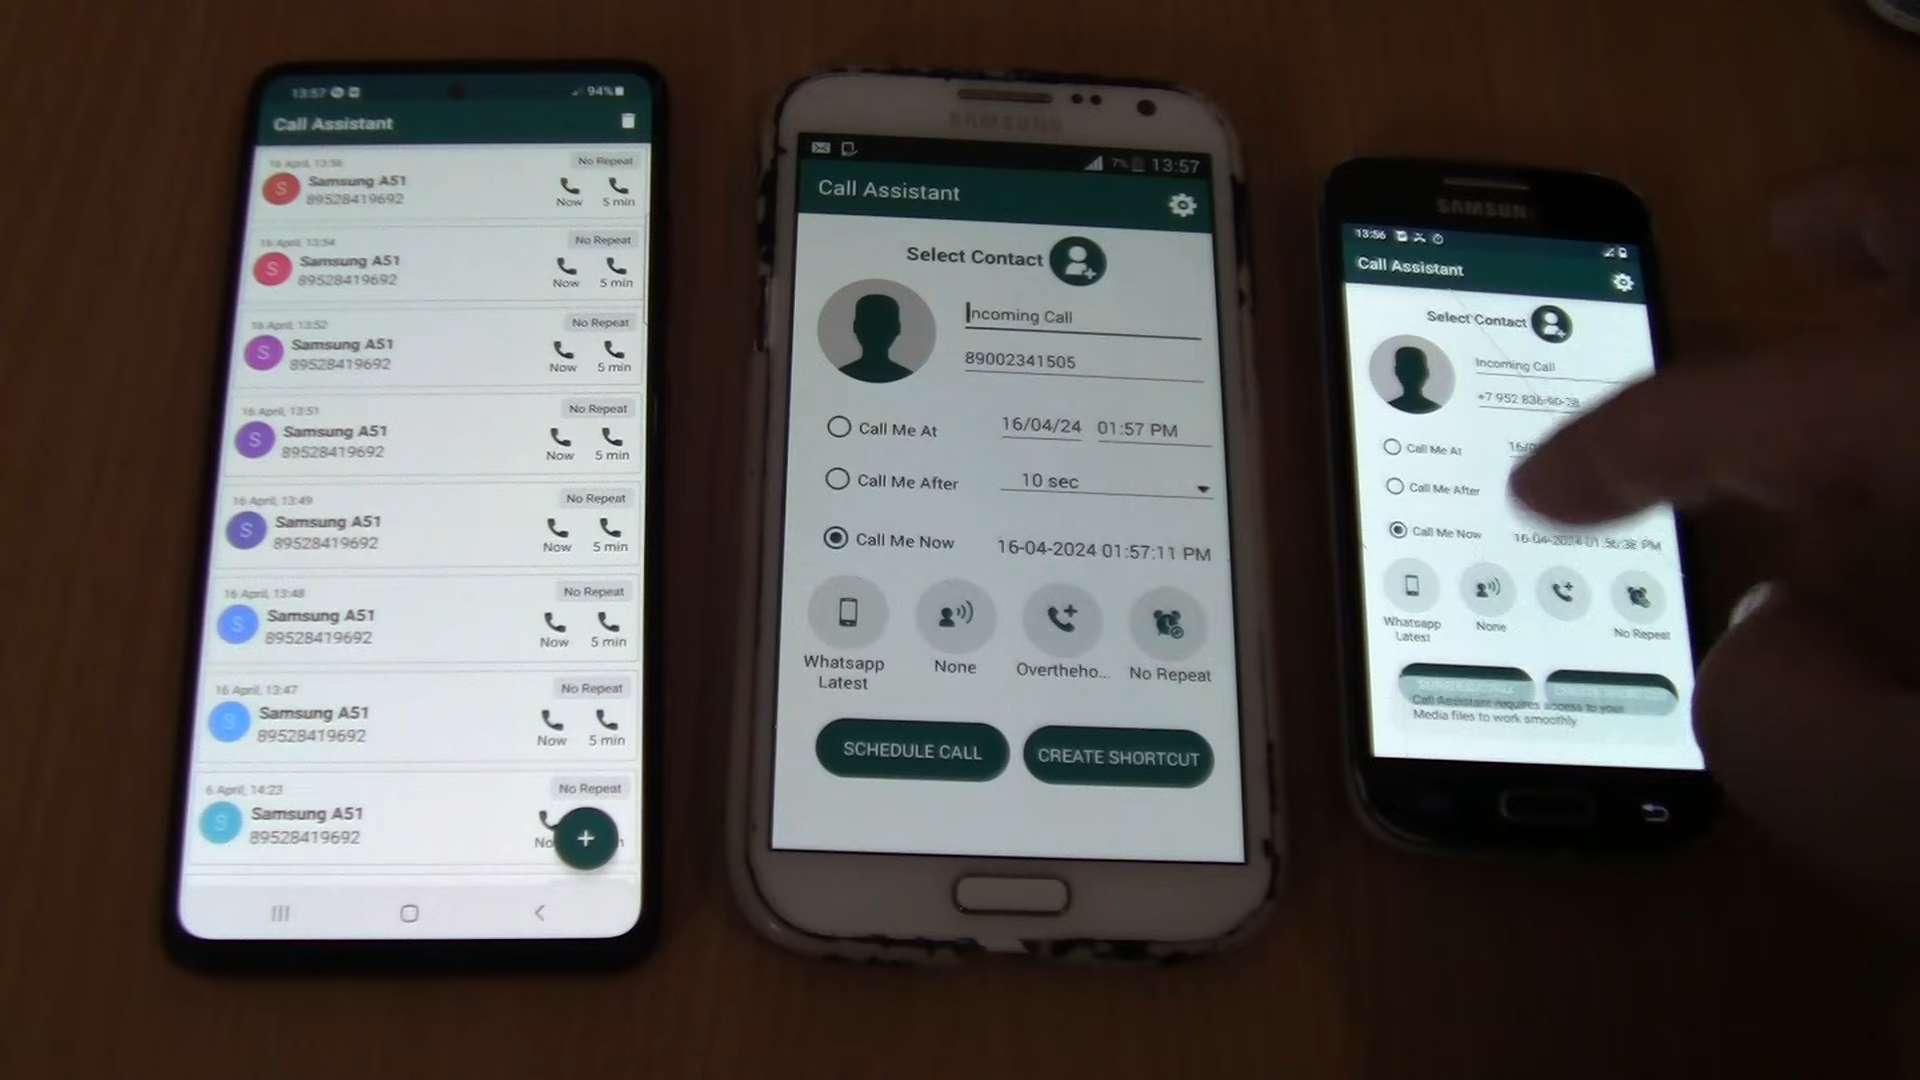 13:57
94%
Call Assistant
16 April, 13:56
No Repeat
S
Samsung A51
89528419692
Now
5 min
16 April, 13:54
No Repeat
S
Samsung A51
89528419692
Now
5 min
16 April, 13:52
No Repeat
S
Samsung A51
89528419692
Now
5 min
16 April, 13:51
No Repeat
S
Samsung A51
89528419692
Now
5 min
16 April, 13:49
No Repeat
S
Samsung A51
89528419692
Now
5 min
16 April, 13:48
No Repeat
S
Samsung A51
89528419692
Now
5 min
16 April, 13:47
No Repeat
S
Samsung A51
89528419692
Now
5 min
6 April, 14:23
No Repeat
S
Samsung A51
89528419692
SAMSUNG
7% 13:57
Call Assistant
Select Contact
Incoming Call
89002341505
Call Me At
16/04/24
01:57 PM
Call Me After
10 sec
Call Me Now
16-04-2024 01:57:11 PM
Whatsapp
Latest
None
Overtheho...
No Repeat
SCHEDULE CALL
CREATE SHORTCUT
SAMSUNG
13:56
Call Assistant
Select Contact
Incoming Call
Call Me At
Call Me After
Call Me Now
16-04-2024 01:56:38 PM
Whatsapp
Latest
None
No Repeat
Call Assistant requires access to your
Media files to work smoothly